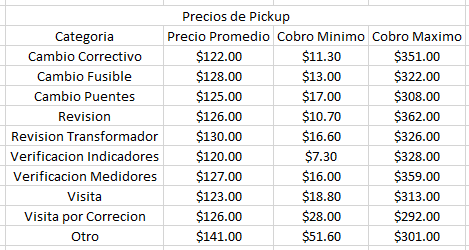 Precios de Pickup
Categoria Precio Promedio Cobro Minimo Cobro Maximo
Cambio Correctivo $122.00 $11.30 $351.00
Cambio Fusible $128.00 $13.00 $322.00
Cambio Puentes $125.00 $17.00 $308.00
Revision $126.00 $10.70 $362.00
Revision Transformador $130.00 $16.60 $326.00
Verificacion Indicadores $120.00 $7.30 $328.00
Verificacion Medidores $127.00 $16.00 $359.00
Visita $123.00 $18.80 $313.00
Visita por Correcion $126.00 $28.00 $292.00
Otro $141.00 $51.60 $301.00